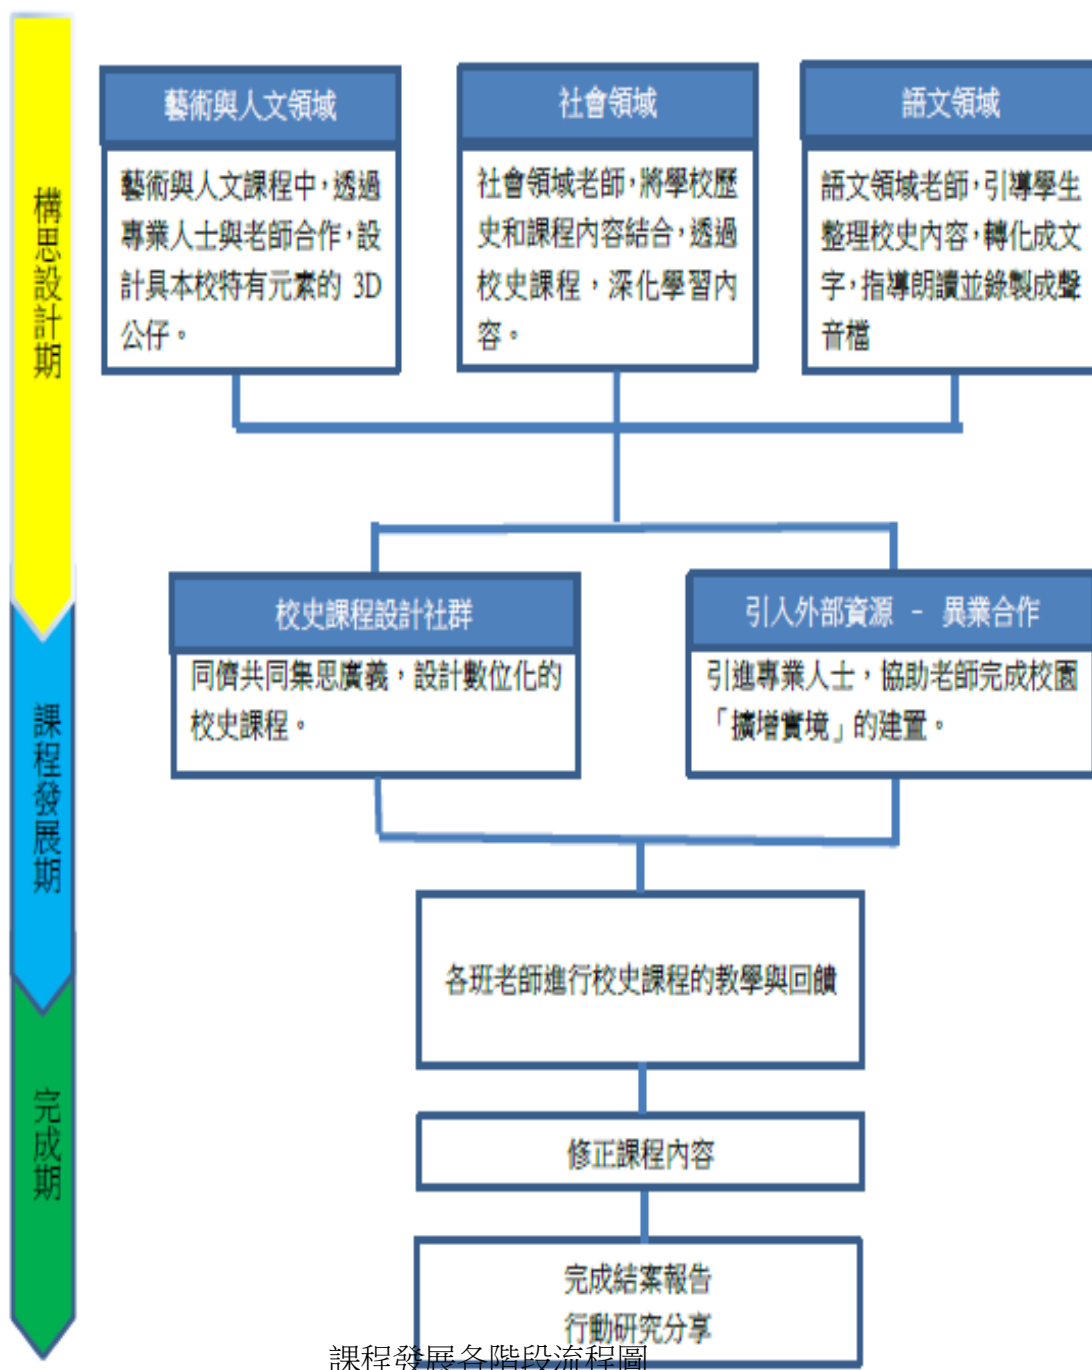 構思設計期
藝術與人文領域
藝術與人文課程中，透過
專業人士與老師合作，設
計具本校特有元素的 3D
公仔。
社會領域
社會領域老師，將學校歷
史和課程內容結合，透過
校史課程，深化學習內
容。
語文領域
語文領域老師，引導學生
整理校史內容，轉化成文
字，指導朗讀並錄製成聲
音檔
課程發展期
校史課程設計社群
同儕共同集思廣義，設計數位化的
校史課程。
引入外部資源 - 異業合作
引進專業人士，協助老師完成校園
「擴增實境」的建置。
各班老師進行校史課程的教學與回饋
完成期
修正課程內容
完成結案報告
行動研究分享
課程發展各階段流程圖